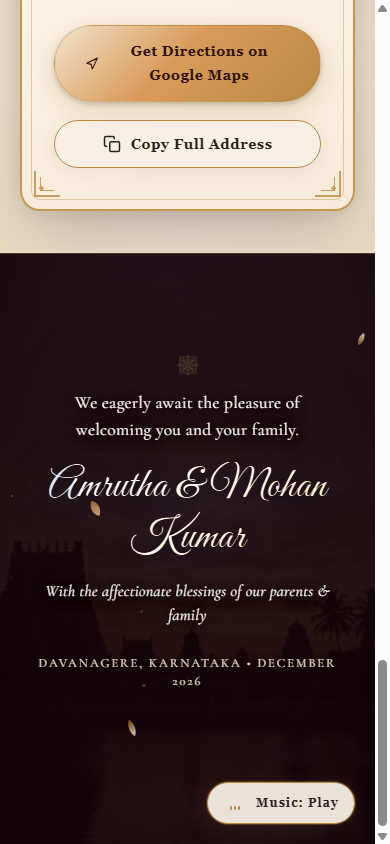 Get Directions on
Google Maps
Copy Full Address
We eagerly await the pleasure of
welcoming you and your family.
Amrutha & Mohan
Kumar
With the affectionate blessings of our parents &
family
DAVANAGERE, KARNATAKA • DECEMBER
2026
Music: Play